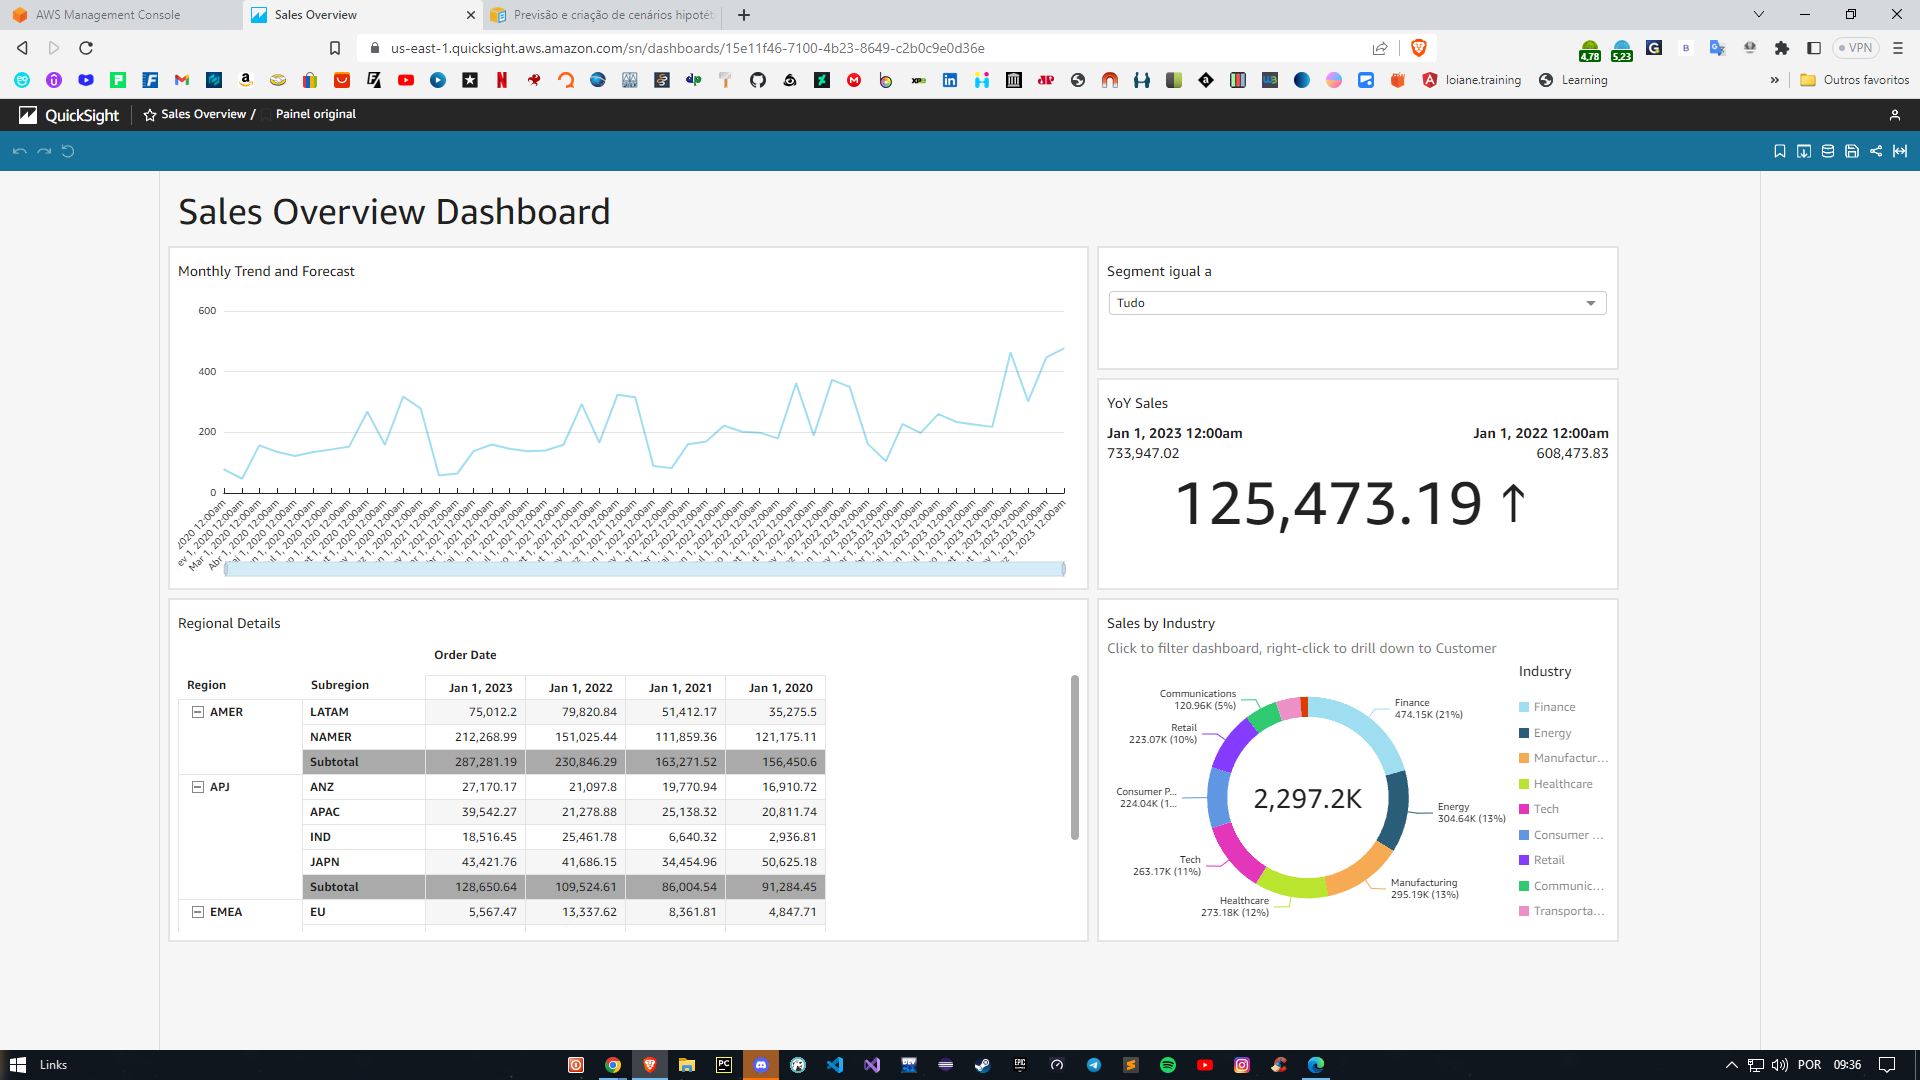 AWS Management Console
Sales Overview
Previsão e criação de cenários hipotét
us-east-1.quicksight.aws.amazon.com/sn/dashboards/15e11f46-7100-4b23-8649-c2b0c9e0d36e
4,78
5,23
VPN
loiane.training
Learning
»
Outros favoritos
QuickSight
Sales Overview /
Painel original
Sales Overview Dashboard
Monthly Trend and Forecast
600
400
200
0
Segment igual a
Tudo
YoY Sales
Jan 1, 2023 12:00am
Jan 1, 2022 12:00am
733,947.02
608,473.83
125,473.19 ↑
Regional Details
Order Date
Region Subregion Jan 1, 2023 Jan 1, 2022 Jan 1, 2021 Jan 1, 2020
AMER LATAM 75,012.2 79,820.84 51,412.17 35,275.5
NAMER 212,268.99 151,025.44 111,859.36 121,175.11
Subtotal 287,281.19 230,846.29 163,271.52 156,450.6
APJ ANZ 27,170.17 21,097.8 19,770.94 16,910.72
APAC 39,542.27 21,278.88 25,138.32 20,811.74
IND 18,516.45 25,461.78 6,640.32 2,936.81
JAPN 43,421.76 41,686.15 34,454.96 50,625.18
Subtotal 128,650.64 109,524.61 86,004.54 91,284.45
EMEA EU 5,567.47 13,337.62 8,361.81 4,847.71
Sales by Industry
Click to filter dashboard, right-click to drill down to Customer
Communications
120.96K (5%)
Retail
223.07K (10%)
Consumer P...
224.04K (1...
Tech
263.17K (11%)
Healthcare
273.18K (12%)
Finance
474.15K (21%)
Energy
304.64K (13%)
Manufacturing
295.19K (13%)
2,297.2K
Industry
Finance
Energy
Manufactur...
Healthcare
Tech
Consumer ...
Retail
Communic...
Transporta...
Links
POR
09:36